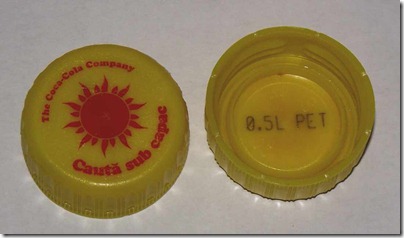 The Coca-Cola Company
Caută sub capac
0.5L PET